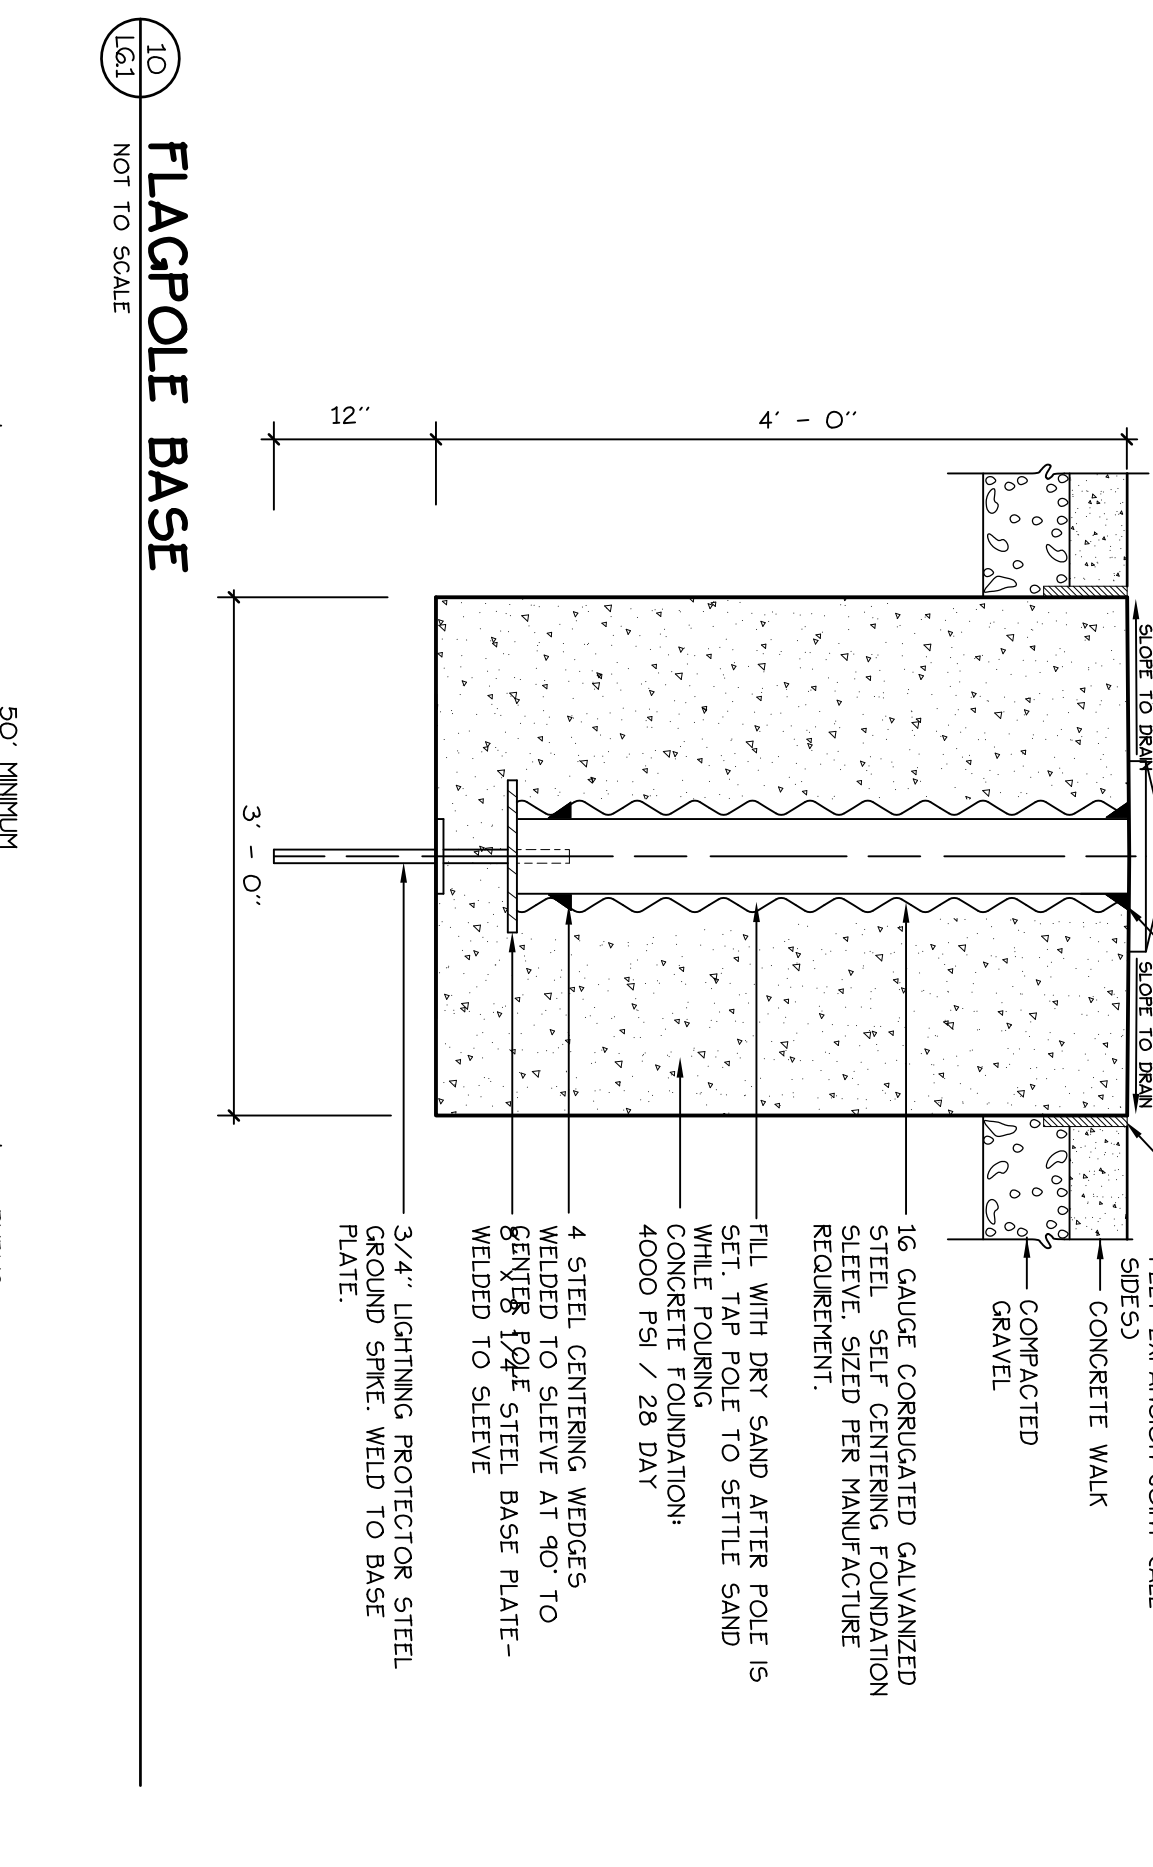 SLOPE TO DRAIN
SLOPE TO DRAIN
SIDES)
CONCRETE WALK
COMPACTED
GRAVEL
16 GAUGE CORRUGATED GALVANIZED
STEEL SELF CENTERING FOUNDATION
SLEEVE. SIZED PER MANUFACTURE
REQUIREMENT.
FILL WITH DRY SAND AFTER POLE IS
SET. TAP POLE TO SETTLE SAND
WHILE POURING
CONCRETE FOUNDATION:
4000 PSI / 28 DAY
4 STEEL CENTERING WEDGES
WELDED TO SLEEVE AT 90° TO
CENTER POLE
8" X 8 1/4" STEEL BASE PLATE-
WELDED TO SLEEVE
3/4" LIGHTNING PROTECTOR STEEL
GROUND SPIKE. WELD TO BASE
PLATE.
4' - 0"
12"
3' - 0"
10
L6.1
FLAGPOLE BASE
NOT TO SCALE
50' MINIMUM